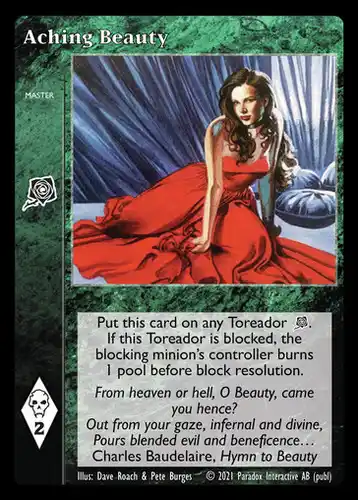 Aching Beauty
MASTER
Put this card on any Toreador.
If this Toreador is blocked, the
blocking minion's controller burns
1 pool before block resolution.
From heaven or hell, O Beauty, came
you hence?
Out from your gaze, infernal and divine,
Pours blended evil and beneficence...
Charles Baudelaire, Hymn to Beauty
2
Illus: Dave Roach & Pete Burges © 2021 Paradox Interactive AB (publ)